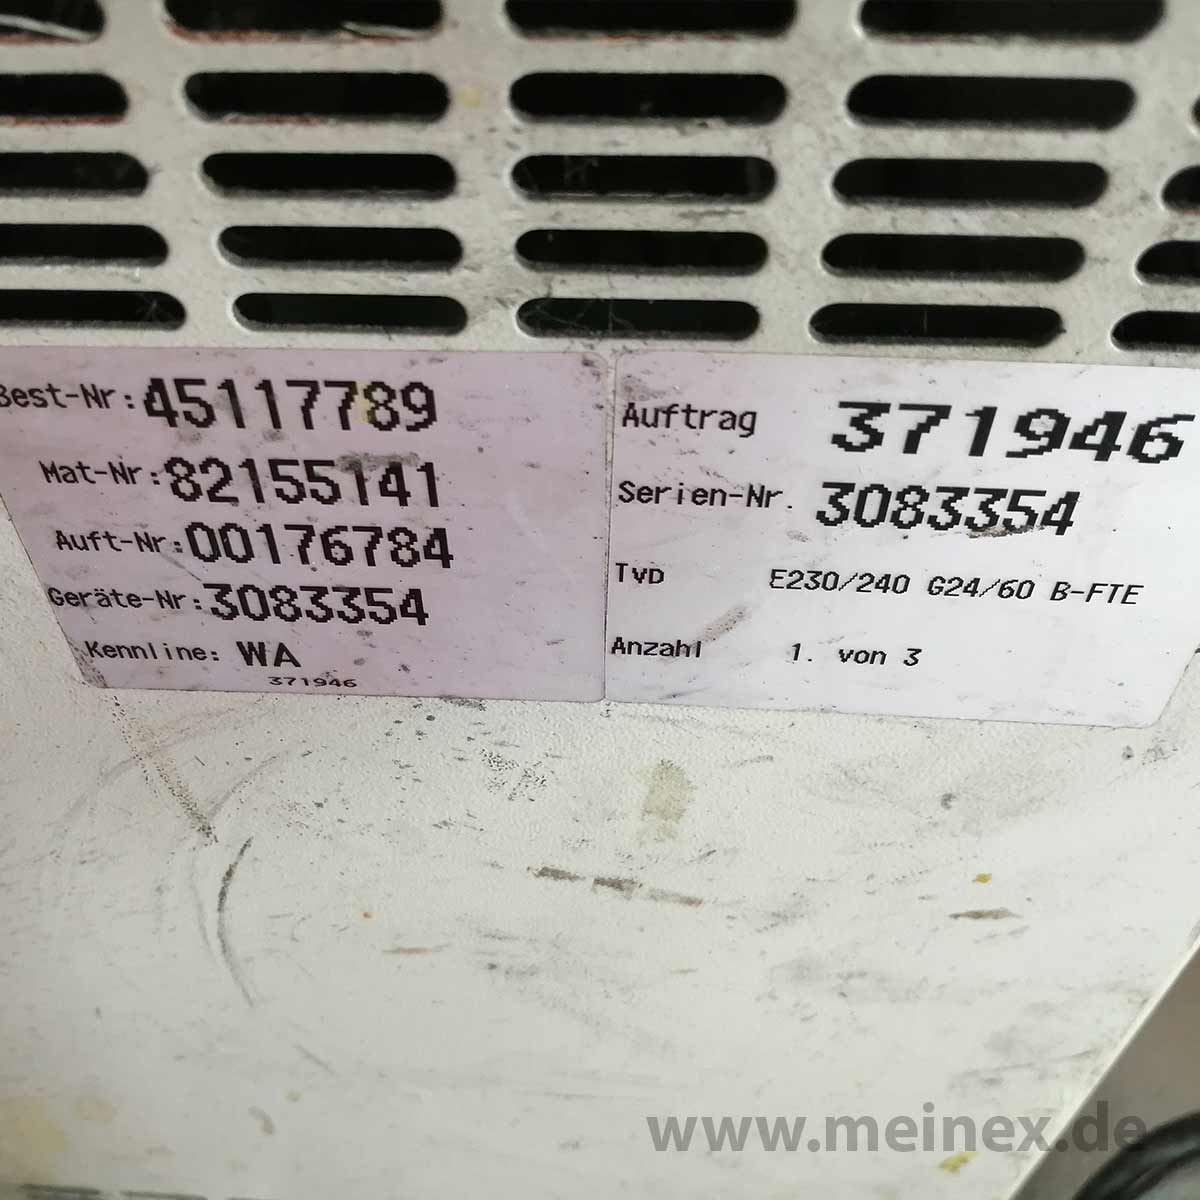 Best-Nr: 45117789
Mat-Nr: 82155141
Auft-Nr: 00176784
Geräte-Nr: 3083354
Kennline: WA
371946
Auftrag 371946
Serien-Nr. 3083354
Typ E230/240 G24/60 B-FTE
Anzahl 1. von 3
www.meinex.de